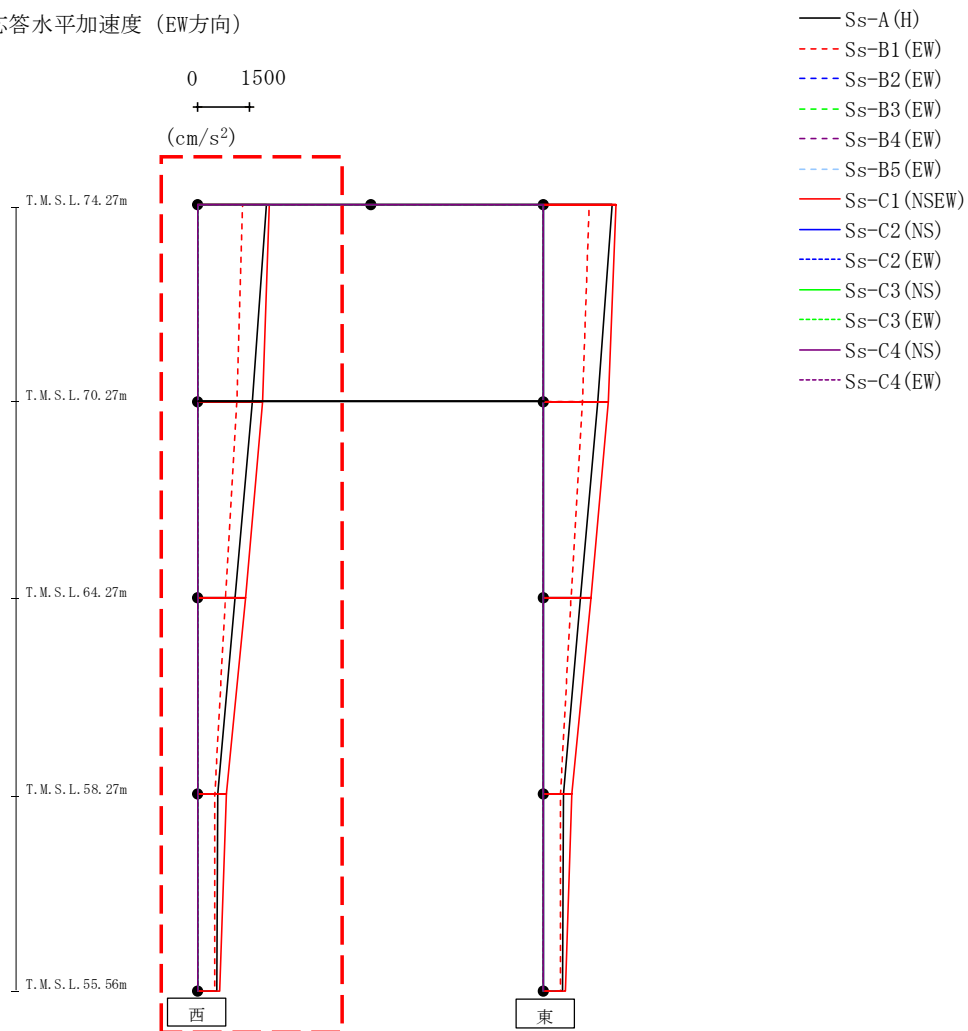 応答水平加速度 (EW方向)
0 1500
(cm/s²)
T.M.S.L.74.27m
T.M.S.L.70.27m
T.M.S.L.64.27m
T.M.S.L.58.27m
T.M.S.L.55.56m
西
東
Ss-A(H)
Ss-B1(EW)
Ss-B2(EW)
Ss-B3(EW)
Ss-B4(EW)
Ss-B5(EW)
Ss-C1(NSEW)
Ss-C2(NS)
Ss-C2(EW)
Ss-C3(NS)
Ss-C3(EW)
Ss-C4(NS)
Ss-C4(EW)